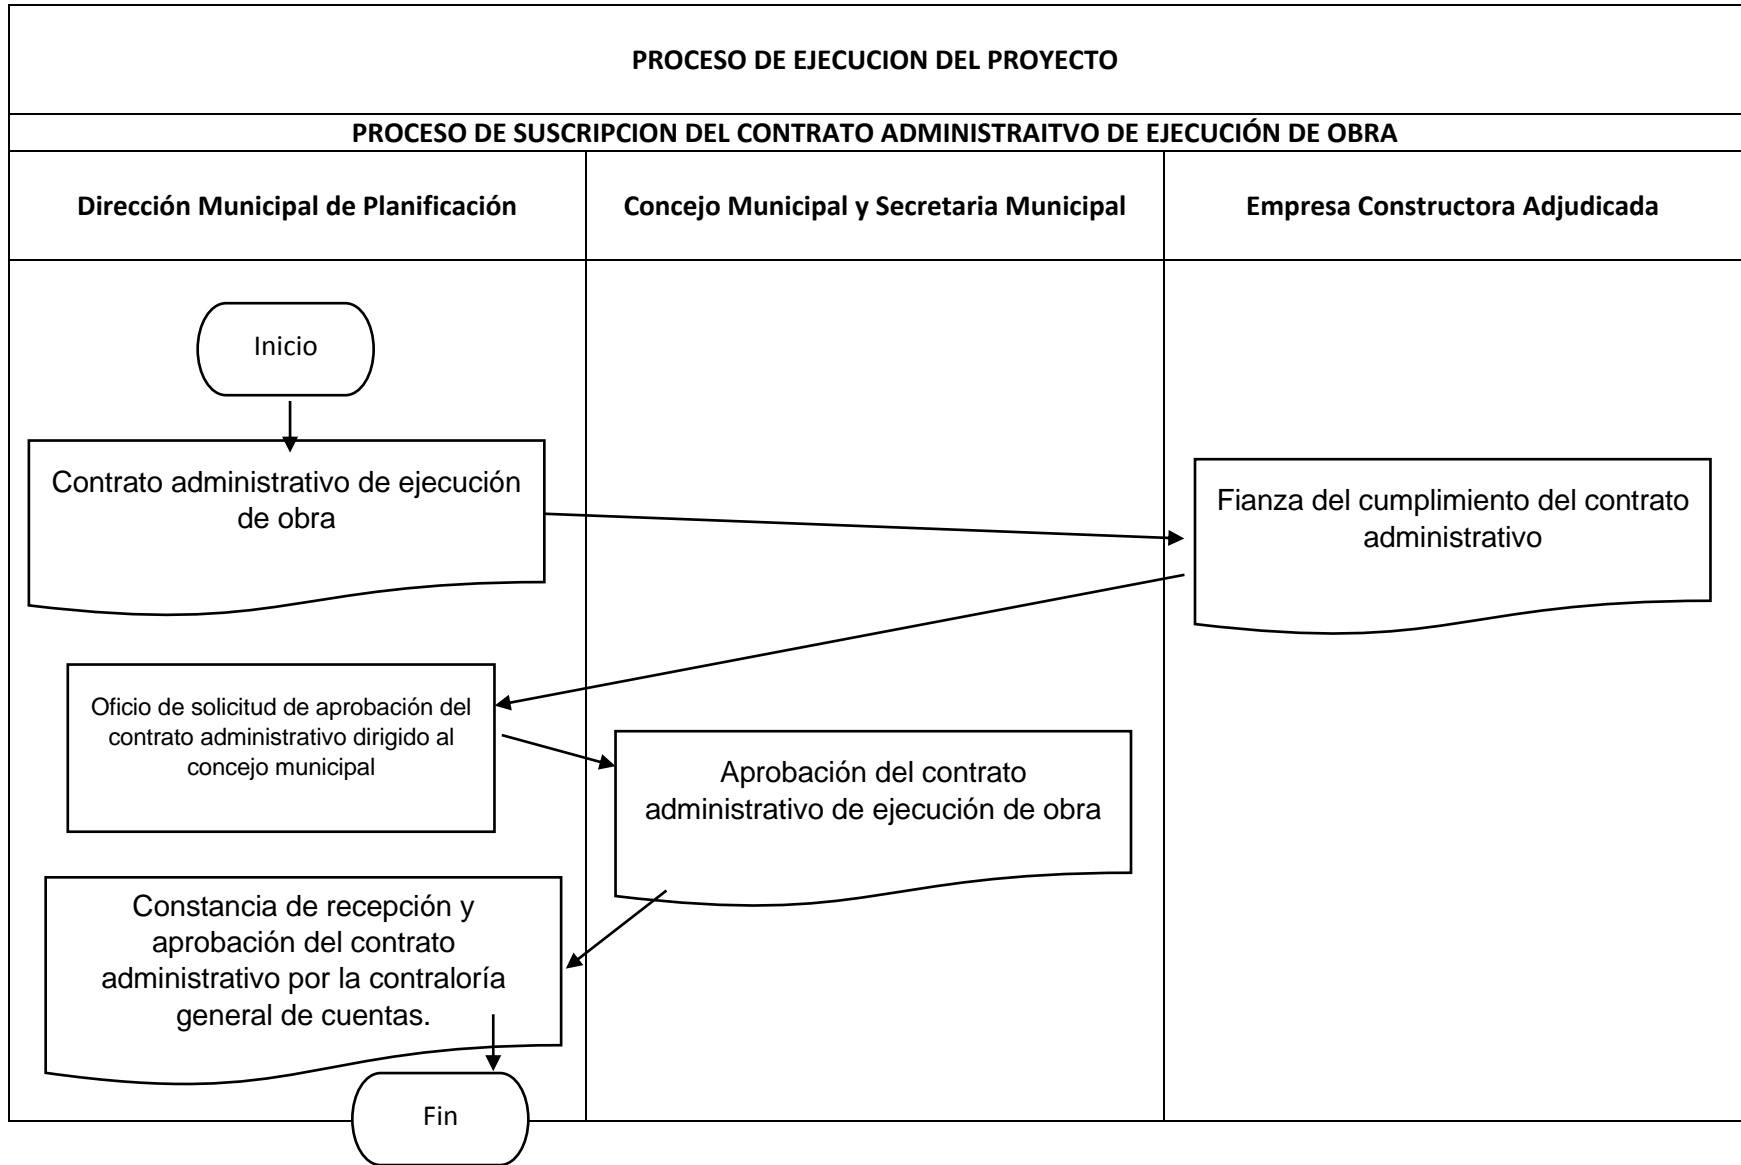 PROCESO DE EJECUCION DEL PROYECTO
PROCESO DE SUSCRIPCION DEL CONTRATO ADMINISTRAITVO DE EJECUCIÓN DE OBRA
Dirección Municipal de Planificación
Concejo Municipal y Secretaria Municipal
Empresa Constructora Adjudicada
Inicio
Contrato administrativo de ejecución
de obra
Fianza del cumplimiento del contrato
administrativo
Oficio de solicitud de aprobación del
contrato administrativo dirigido al
concejo municipal
Aprobación del contrato
administrativo de ejecución de obra
Constancia de recepción y
aprobación del contrato
administrativo por la contraloría
general de cuentas.
Fin